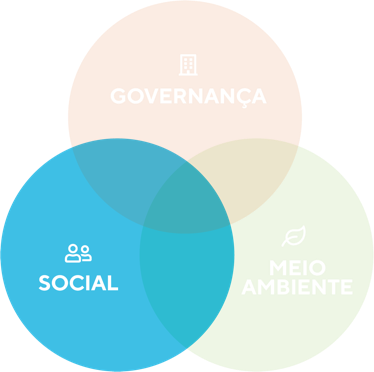 GOVERNANÇA
SOCIAL
MEIO
AMBIENTE